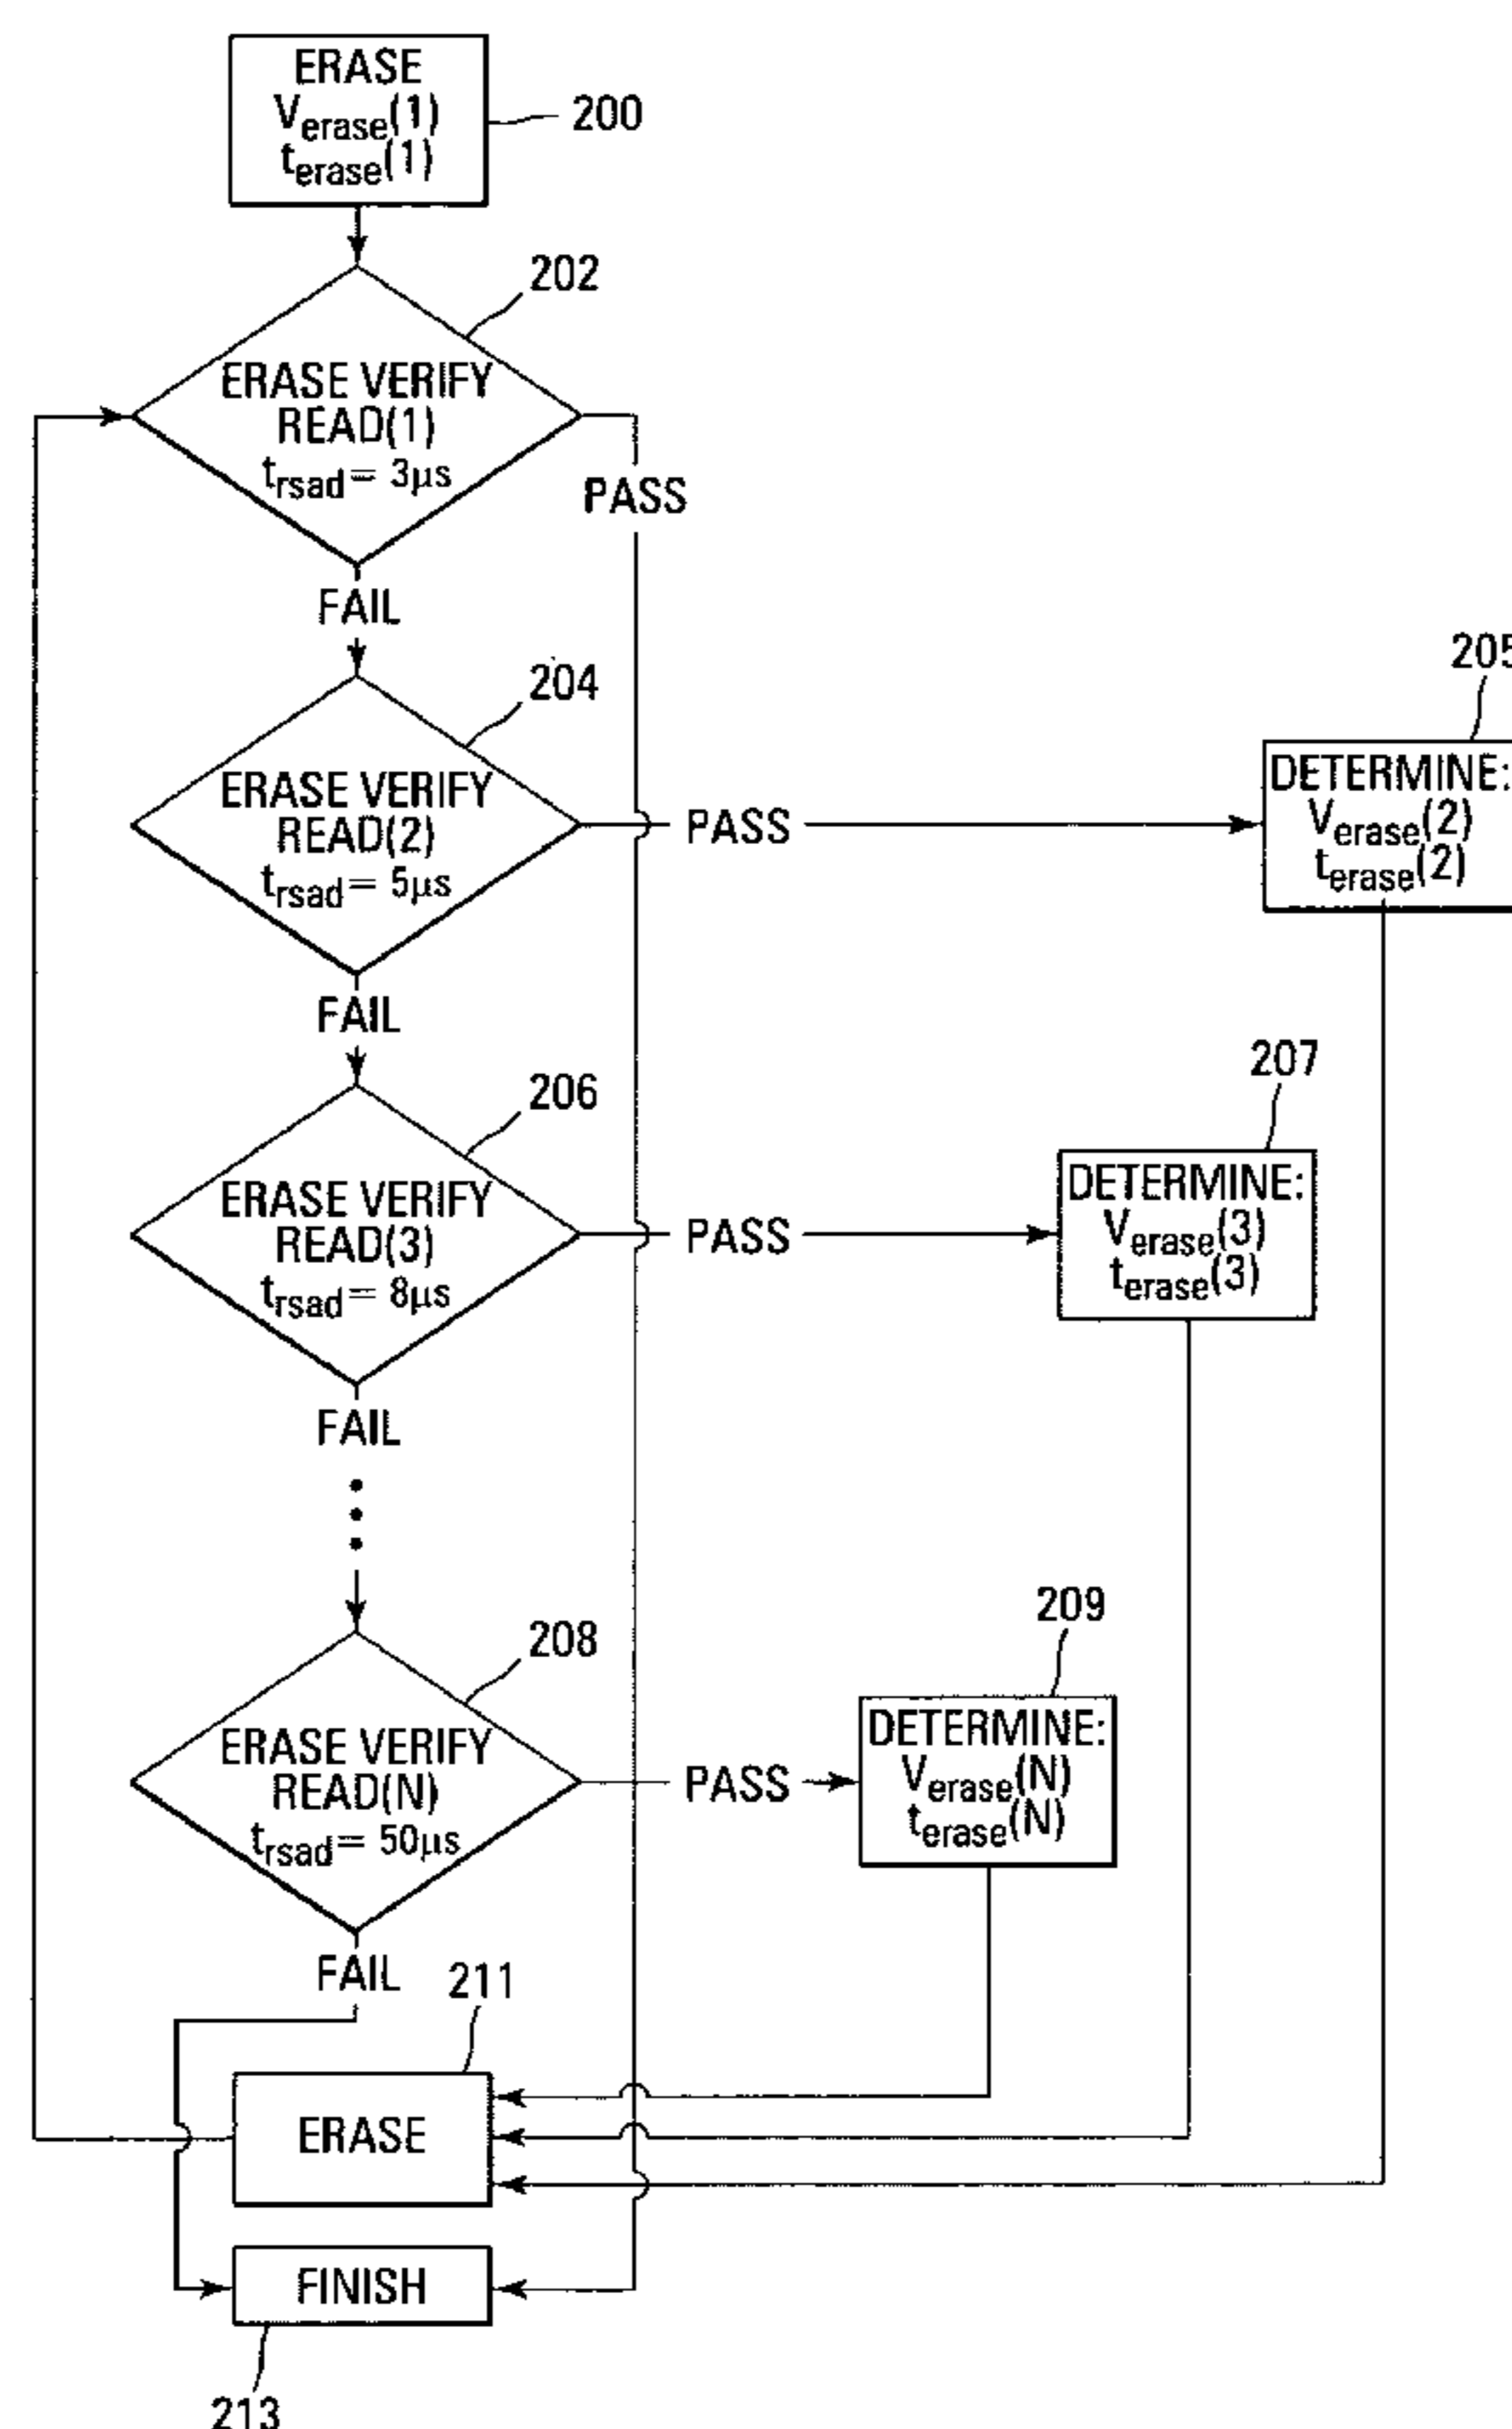 ERASE
Verase(1)
terase(1)
200
202
ERASE VERIFY
READ(1)
trsad= 3µs
PASS
FAIL
204
ERASE VERIFY
READ(2)
trsad= 5µs
PASS
205
DETERMINE:
Verase(2)
terase(2)
FAIL
206
ERASE VERIFY
READ(3)
trsad= 8µs
PASS
207
DETERMINE:
Verase(3)
terase(3)
FAIL
208
ERASE VERIFY
READ(N)
trsad= 50µs
PASS
209
DETERMINE:
Verase(N)
terase(N)
FAIL
211
ERASE
FINISH
213